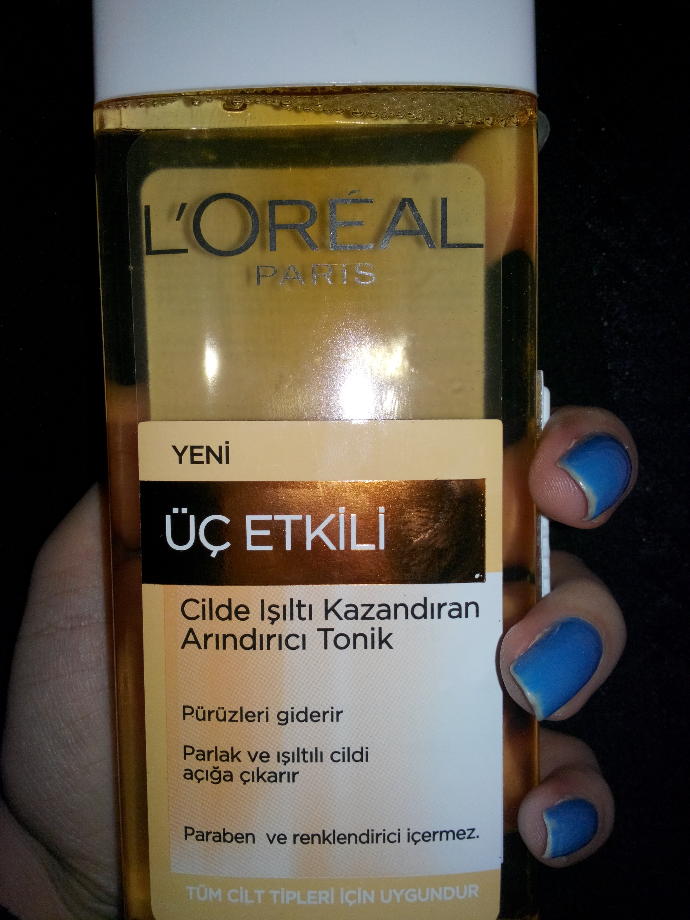 L'ORÉAL
PARIS
YENİ
ÜÇ ETKİLİ
Cilde Işıltı Kazandıran
Arındırıcı Tonik
Pürüzleri giderir
Parlak ve ışıltılı cildi
açığa çıkarır
Paraben ve renklendirici içermez.
TÜM CİLT TİPLERİ İÇİN UYGUNDUR